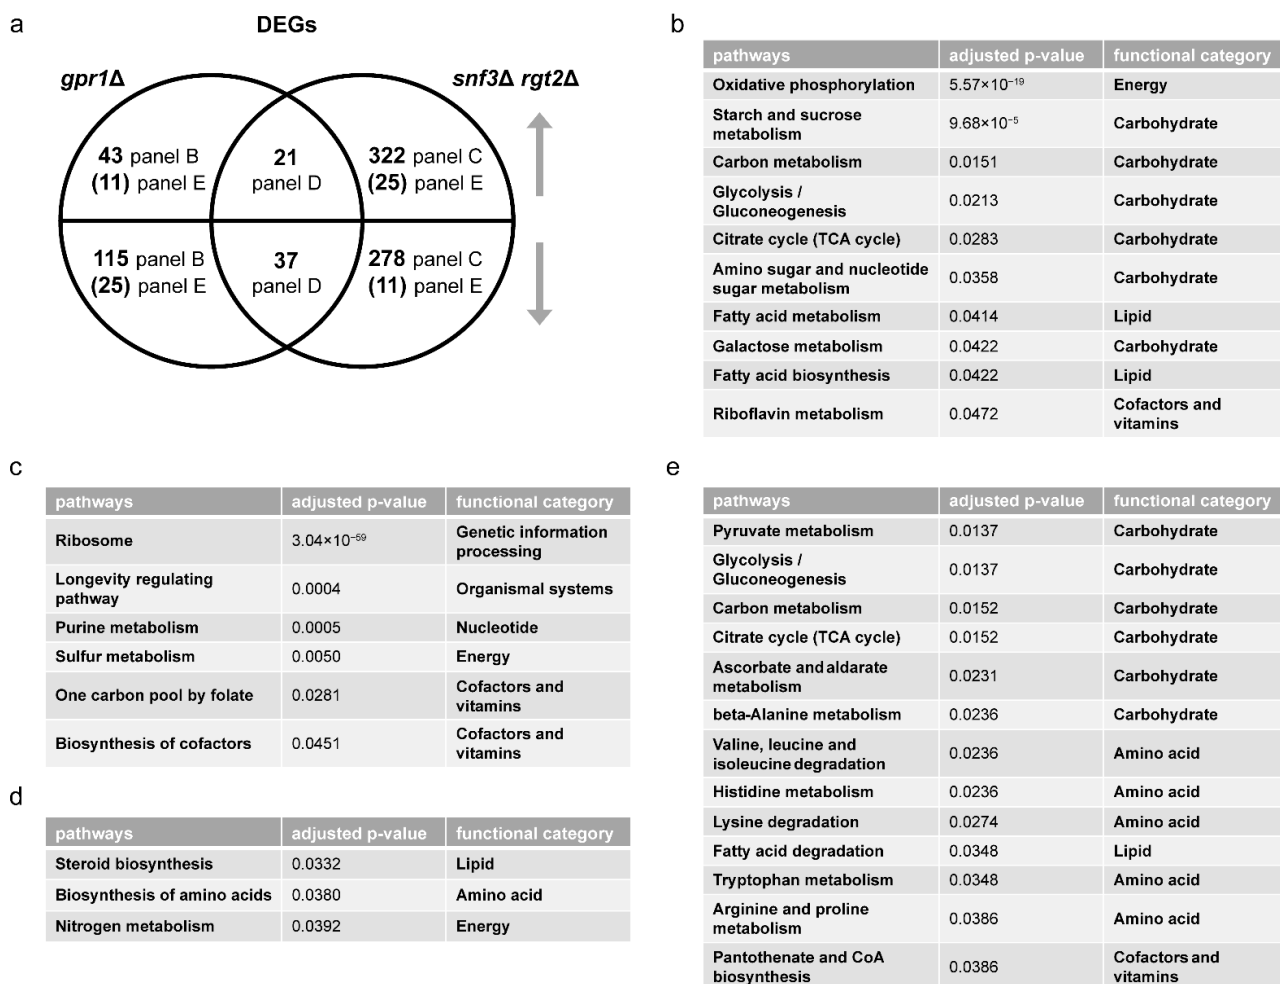 a
DEGs
gpr1Δ
snf3Δ rgt2Δ
43 panel B
(11) panel E
21
panel D
322 panel C
(25) panel E
115 panel B
(25) panel E
37
panel D
278 panel C
(11) panel E
b
pathways adjusted p-value functional category
Oxidative phosphorylation 5.57×10⁻¹⁹ Energy
Starch and sucrose
metabolism 9.68×10⁻⁵ Carbohydrate
Carbon metabolism 0.0151 Carbohydrate
Glycolysis /
Gluconeogenesis 0.0213 Carbohydrate
Citrate cycle (TCA cycle) 0.0283 Carbohydrate
Amino sugar and nucleotide
sugar metabolism 0.0358 Carbohydrate
Fatty acid metabolism 0.0414 Lipid
Galactose metabolism 0.0422 Carbohydrate
Fatty acid biosynthesis 0.0422 Lipid
Riboflavin metabolism 0.0472 Cofactors and
vitamins
c
pathways adjusted p-value functional category
Ribosome 3.04×10⁻⁵⁹ Genetic information
processing
Longevity regulating
pathway 0.0004 Organismal systems
Purine metabolism 0.0005 Nucleotide
Sulfur metabolism 0.0050 Energy
One carbon pool by folate 0.0281 Cofactors and
vitamins
Biosynthesis of cofactors 0.0451 Cofactors and
vitamins
d
pathways adjusted p-value functional category
Steroid biosynthesis 0.0332 Lipid
Biosynthesis of amino acids 0.0380 Amino acid
Nitrogen metabolism 0.0392 Energy
e
pathways adjusted p-value functional category
Pyruvate metabolism 0.0137 Carbohydrate
Glycolysis /
Gluconeogenesis 0.0137 Carbohydrate
Carbon metabolism 0.0152 Carbohydrate
Citrate cycle (TCA cycle) 0.0152 Carbohydrate
Ascorbate and aldarate
metabolism 0.0231 Carbohydrate
beta-Alanine metabolism 0.0236 Carbohydrate
Valine, leucine and
isoleucine degradation 0.0236 Amino acid
Histidine metabolism 0.0236 Amino acid
Lysine degradation 0.0274 Amino acid
Fatty acid degradation 0.0348 Lipid
Tryptophan metabolism 0.0348 Amino acid
Arginine and proline
metabolism 0.0386 Amino acid
Pantothenate and CoA
biosynthesis 0.0386 Cofactors and
vitamins